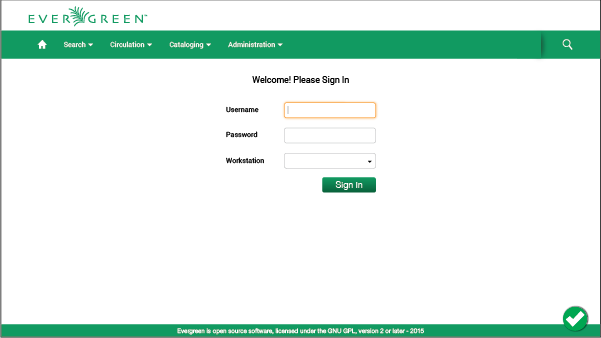 EVERGREEN™
Search Circulation Cataloging Administration
Welcome! Please Sign In
Username
Password
Workstation
Sign in
Evergreen is open source software, licensed under the GNU GPL, version 2 or later - 2015